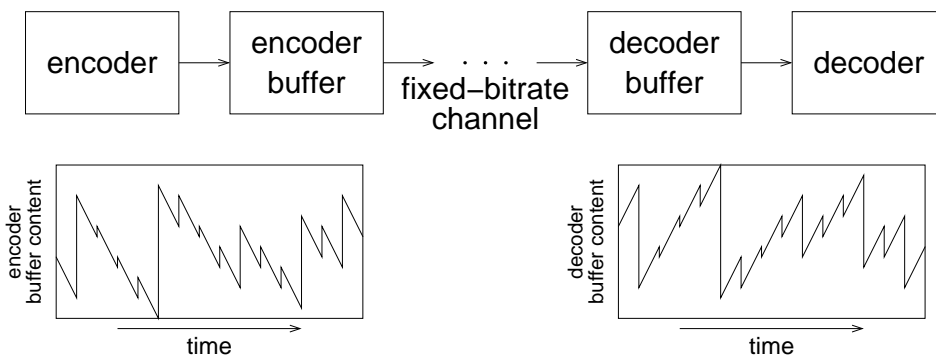 encoder
encoder
buffer
. . .
fixed–bitrate
channel
decoder
buffer
decoder
encoder
buffer content
time
decoder
buffer content
time